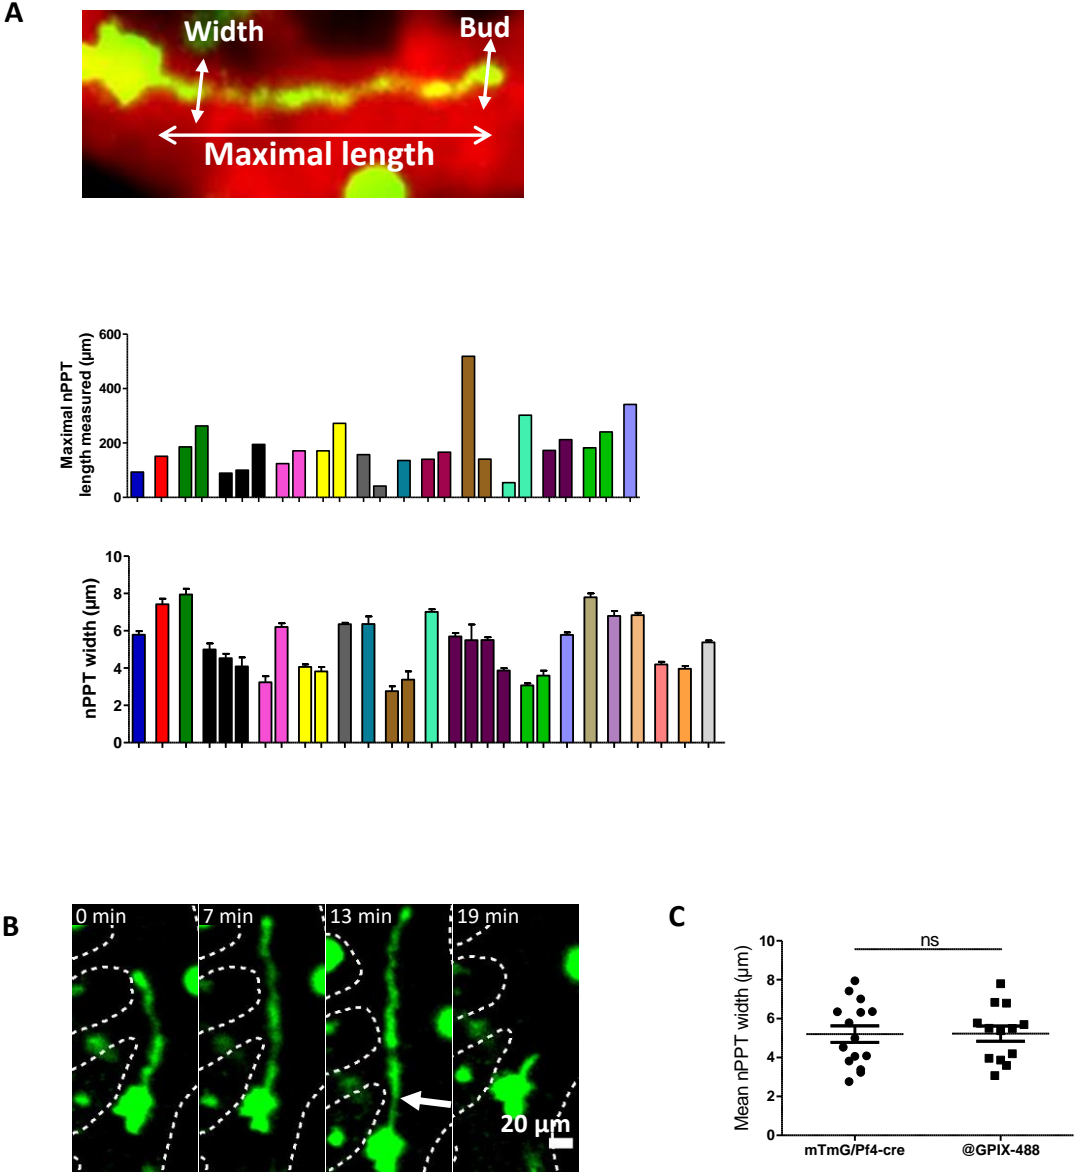 A
Width
Bud
Maximal length
Maximal nPPT
length measured (µm)
600
400
200
0
nPPT width (µm)
10
8
6
4
2
0
B
0 min
7 min
13 min
19 min
20 µm
C
Mean nPPT width (µm)
10
8
6
4
2
0
ns
mTmG/Pf4-cre
@GPIX-488